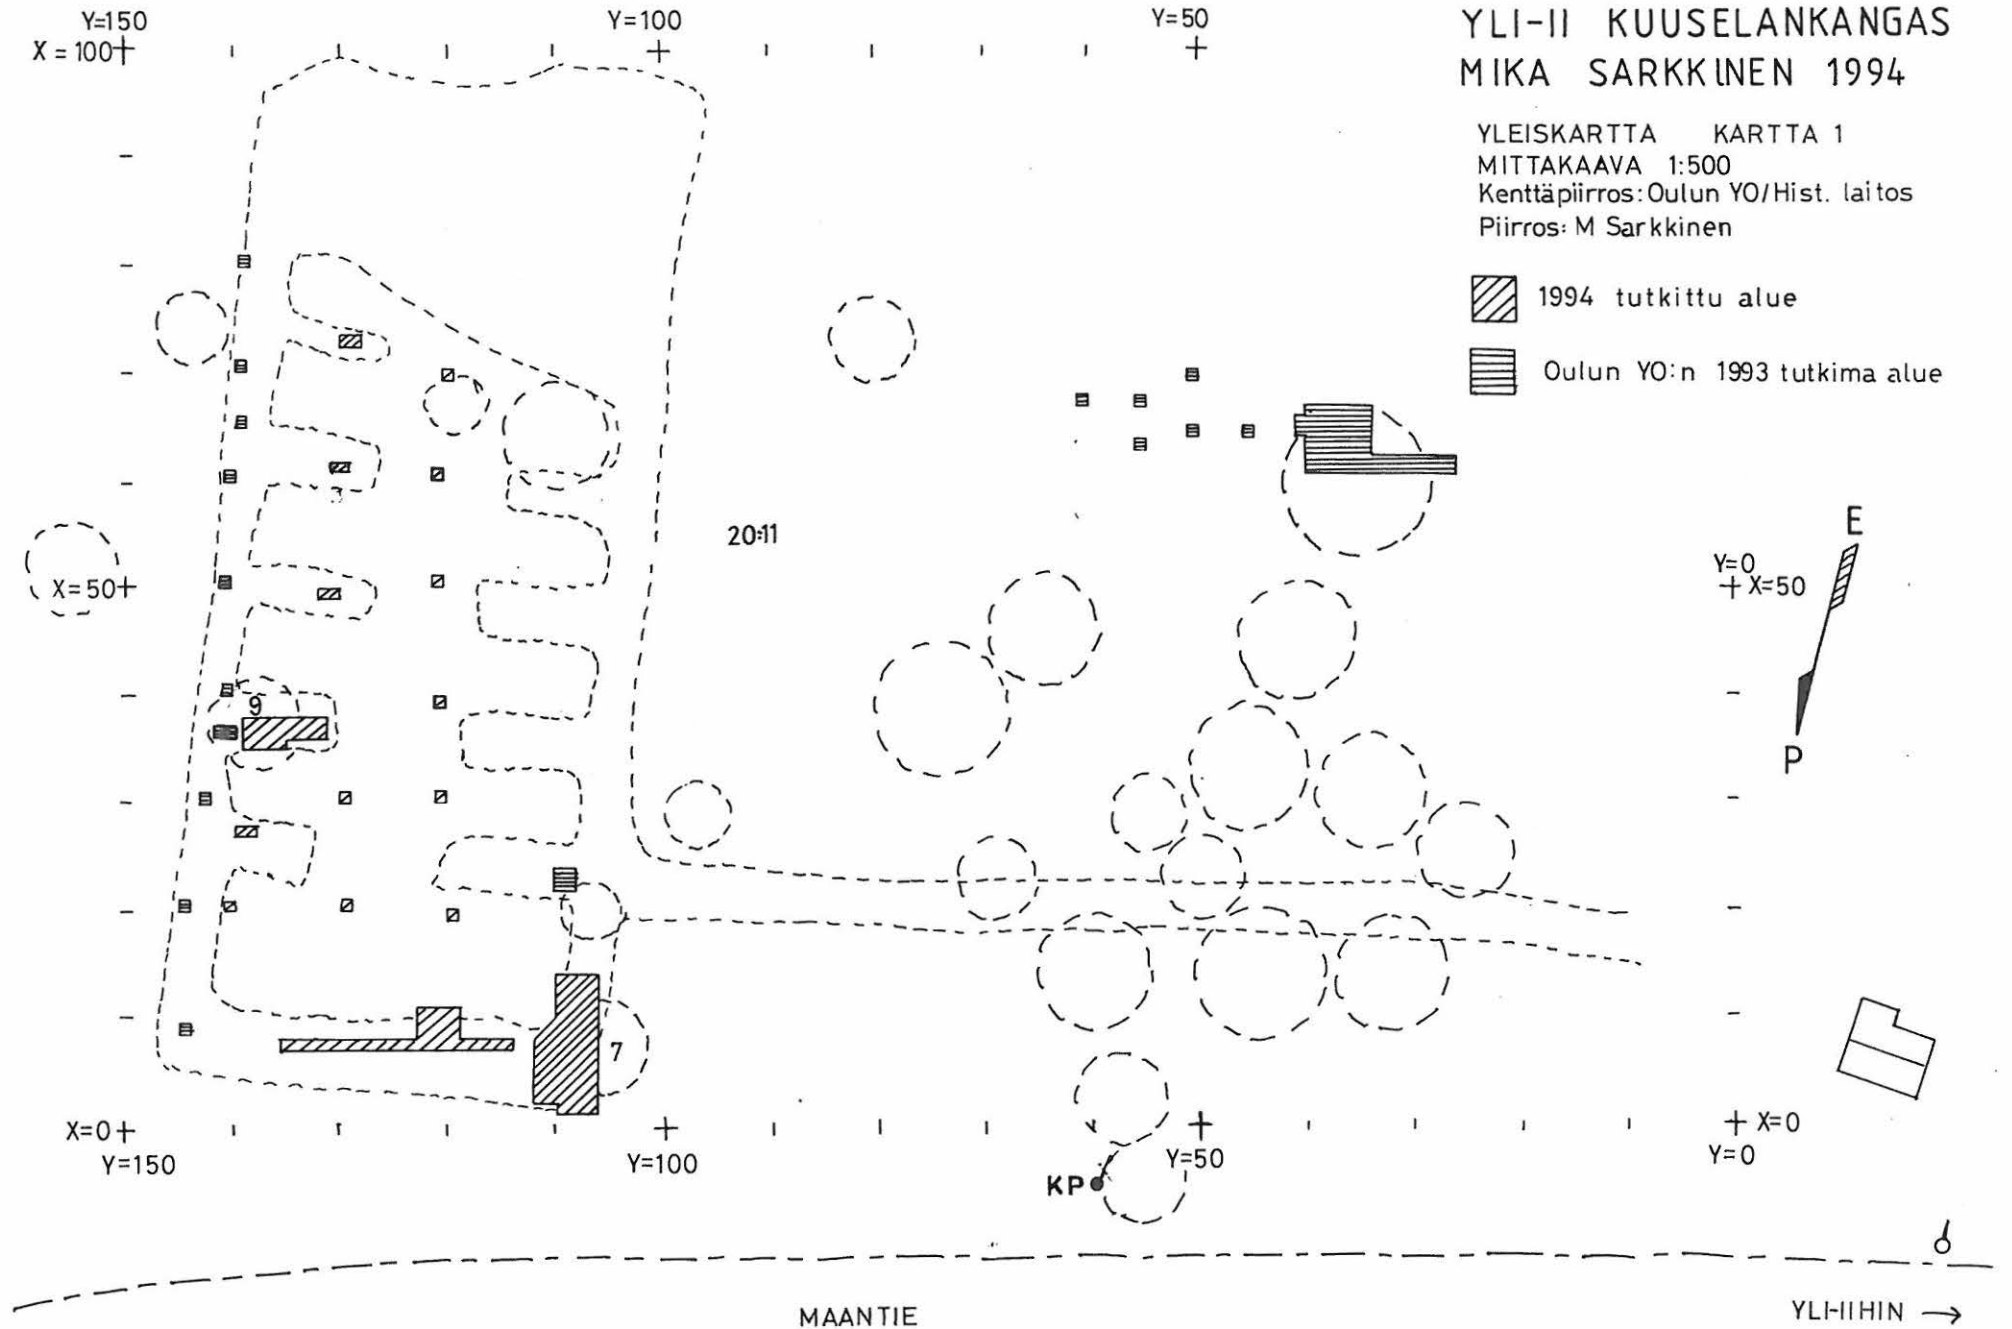 Y=150
Y=100
Y=50
X=100
YLI-II KUUSELANKANGAS
MIKA SARKKINEN 1994
YLEISKARTTA KARTTA 1
MITTAKAAVA 1:500
Kenttäpiirros: Oulun YO/Hist. laitos
Piirros: M Sarkkinen
1994 tutkittu alue
Oulun YO:n 1993 tutkima alue
20:11
E
Y=0
X=50
X=50
P
9
7
X=0
X=0
Y=150
Y=100
Y=50
Y=0
KP
MAANTIE
YLI-IIHIN →